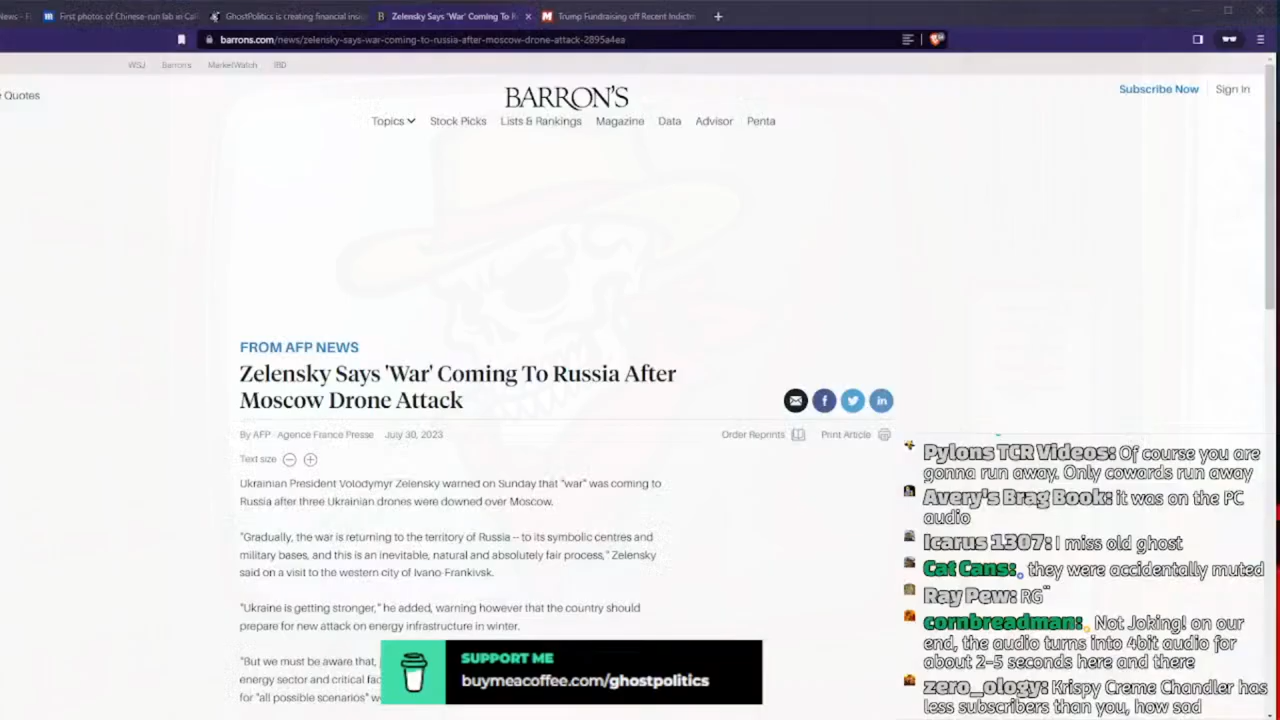 News - F
First photos of Chinese-run lab in Cal
GhostPolitics is creating financial insi
Zelensky Says 'War' Coming To R
Trump Fundraising off Recent Indictm
barrons.com/news/zelensky-says-war-coming-to-russia-after-moscow-drone-attack-2895a4ea
WSJ Barron's MarketWatch IBD
Quotes
BARRON'S
Subscribe Now Sign In
Topics Stock Picks Lists & Rankings Magazine Data Advisor Penta
FROM AFP NEWS
Zelensky Says 'War' Coming To Russia After
Moscow Drone Attack
By AFP Agence France Presse July 30, 2023
Order Reprints Print Article
Text size
Ukrainian President Volodymyr Zelensky warned on Sunday that "war" was coming to
Russia after three Ukrainian drones were downed over Moscow.
"Gradually, the war is returning to the territory of Russia -- to its symbolic centres and
military bases, and this is an inevitable, natural and absolutely fair process," Zelensky
said on a visit to the western city of Ivano-Frankivsk.
"Ukraine is getting stronger," he added, warning however that the country should
prepare for new attack on energy infrastructure in winter.
"But we must be aware that,
energy sector and critical fac
for "all possible scenarios" w
SUPPORT ME
buymeacoffee.com/ghostpolitics
Pylons TCR Videos: Of course you are
gonna run away. Only cowards run away
Avery's Brag Book: it was on the PC
audio
Icarus 1307: I miss old ghost
Cat Cans: they were accidentally muted
Ray Pew: RG¨
cornbreadman: Not Joking! on our
end, the audio turns into 4bit audio for
about 2-5 seconds here and there
zero_ology: Krispy Creme Chandler has
less subscribers than you, how sad